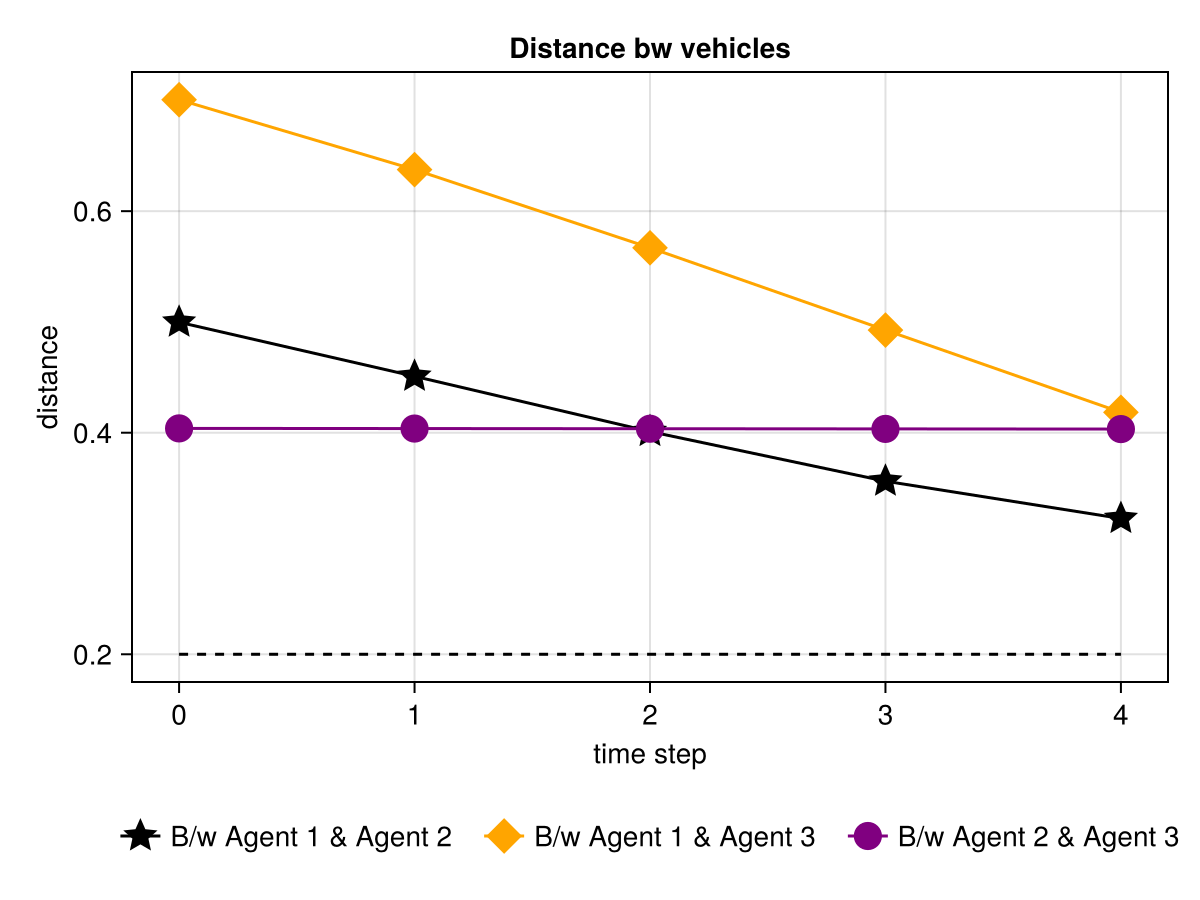 Distance bw vehicles
distance
0.6
0.4
0.2
0 1 2 3 4
time step
B/w Agent 1 & Agent 2 B/w Agent 1 & Agent 3 B/w Agent 2 & Agent 3